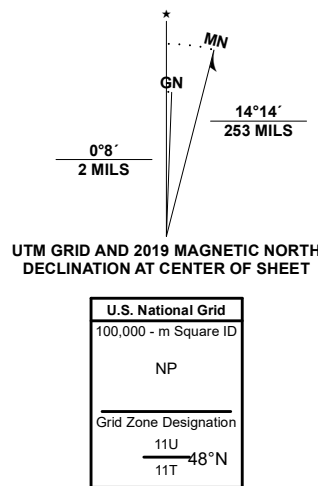 ★
MN
GN
14°14´
253 MILS
0°8´
2 MILS
UTM GRID AND 2019 MAGNETIC NORTH
DECLINATION AT CENTER OF SHEET
U.S. National Grid
100,000 - m Square ID
NP
Grid Zone Designation
11U
48°N
11T